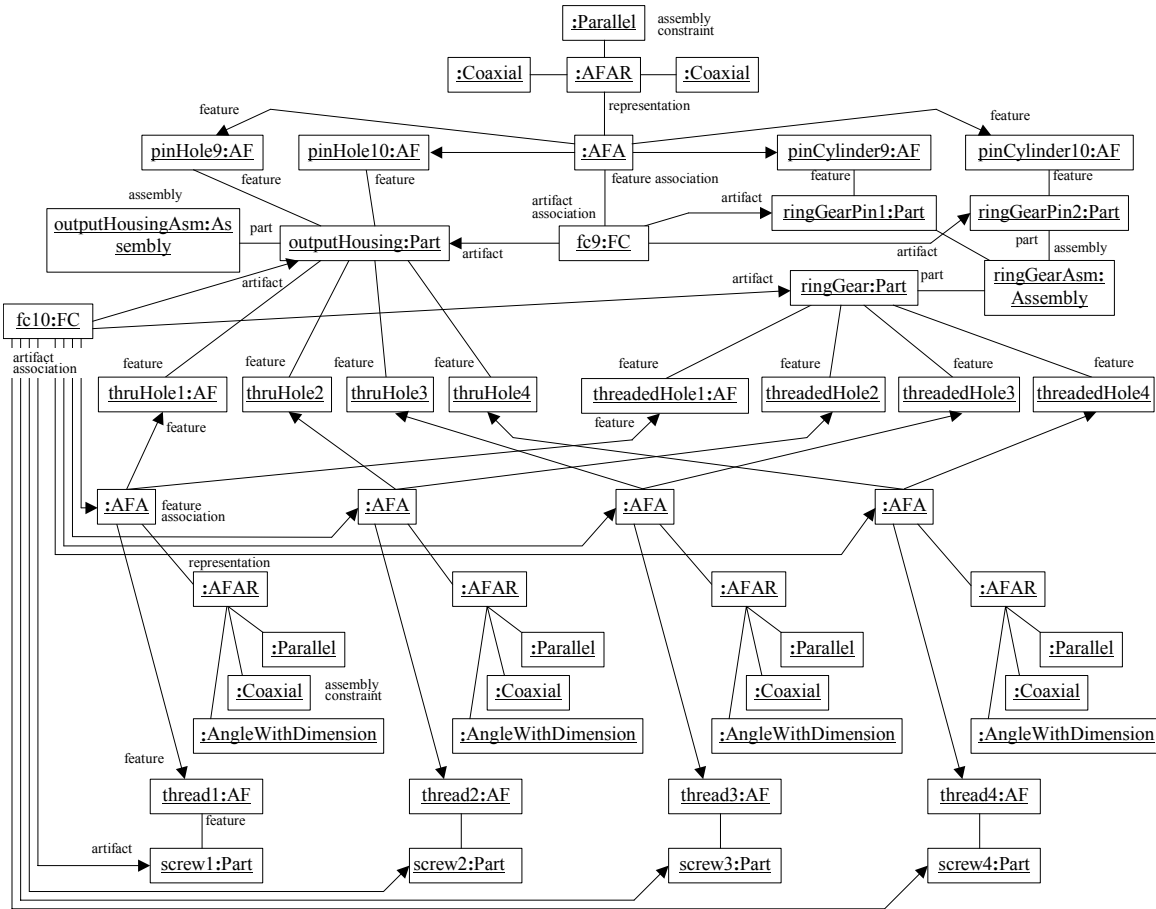 :Parallel
assembly
constraint
:Coaxial
:AFAR
:Coaxial
representation
feature
feature
pinHole9:AF
pinHole10:AF
:AFA
pinCylinder9:AF
pinCylinder10:AF
feature
feature
feature association
feature
feature
assembly
artifact
association
artifact
outputHousingAsm:As
sembly
part
outputHousing:Part
artifact
fc9:FC
ringGearPin1:Part
ringGearPin2:Part
artifact
part
assembly
artifact
artifact
ringGear:Part
part
ringGearAsm:
Assembly
fc10:FC
artifact
association
feature
feature
feature
feature
feature
feature
feature
feature
thruHole1:AF
thruHole2
thruHole3
thruHole4
threadedHole1:AF
threadedHole2
threadedHole3
threadedHole4
feature
feature
:AFA
feature
association
:AFA
:AFA
:AFA
representation
:AFAR
:AFAR
:AFAR
:AFAR
:Parallel
:Parallel
:Parallel
:Parallel
:Coaxial
assembly
constraint
:Coaxial
:Coaxial
:Coaxial
:AngleWithDimension
:AngleWithDimension
:AngleWithDimension
:AngleWithDimension
feature
thread1:AF
thread2:AF
thread3:AF
thread4:AF
feature
artifact
screw1:Part
screw2:Part
screw3:Part
screw4:Part